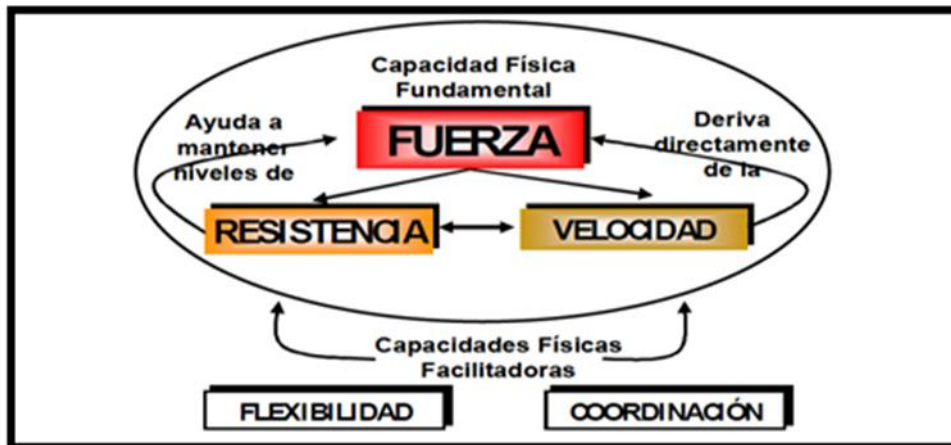 Capacidad Física
Fundamental
FUERZA
Ayuda a
mantener
niveles de
Deriva
directamente
de la
RESISTENCIA
VELOCIDAD
Capacidades Físicas
Facilitadoras
FLEXIBILIDAD
COORDINACIÓN